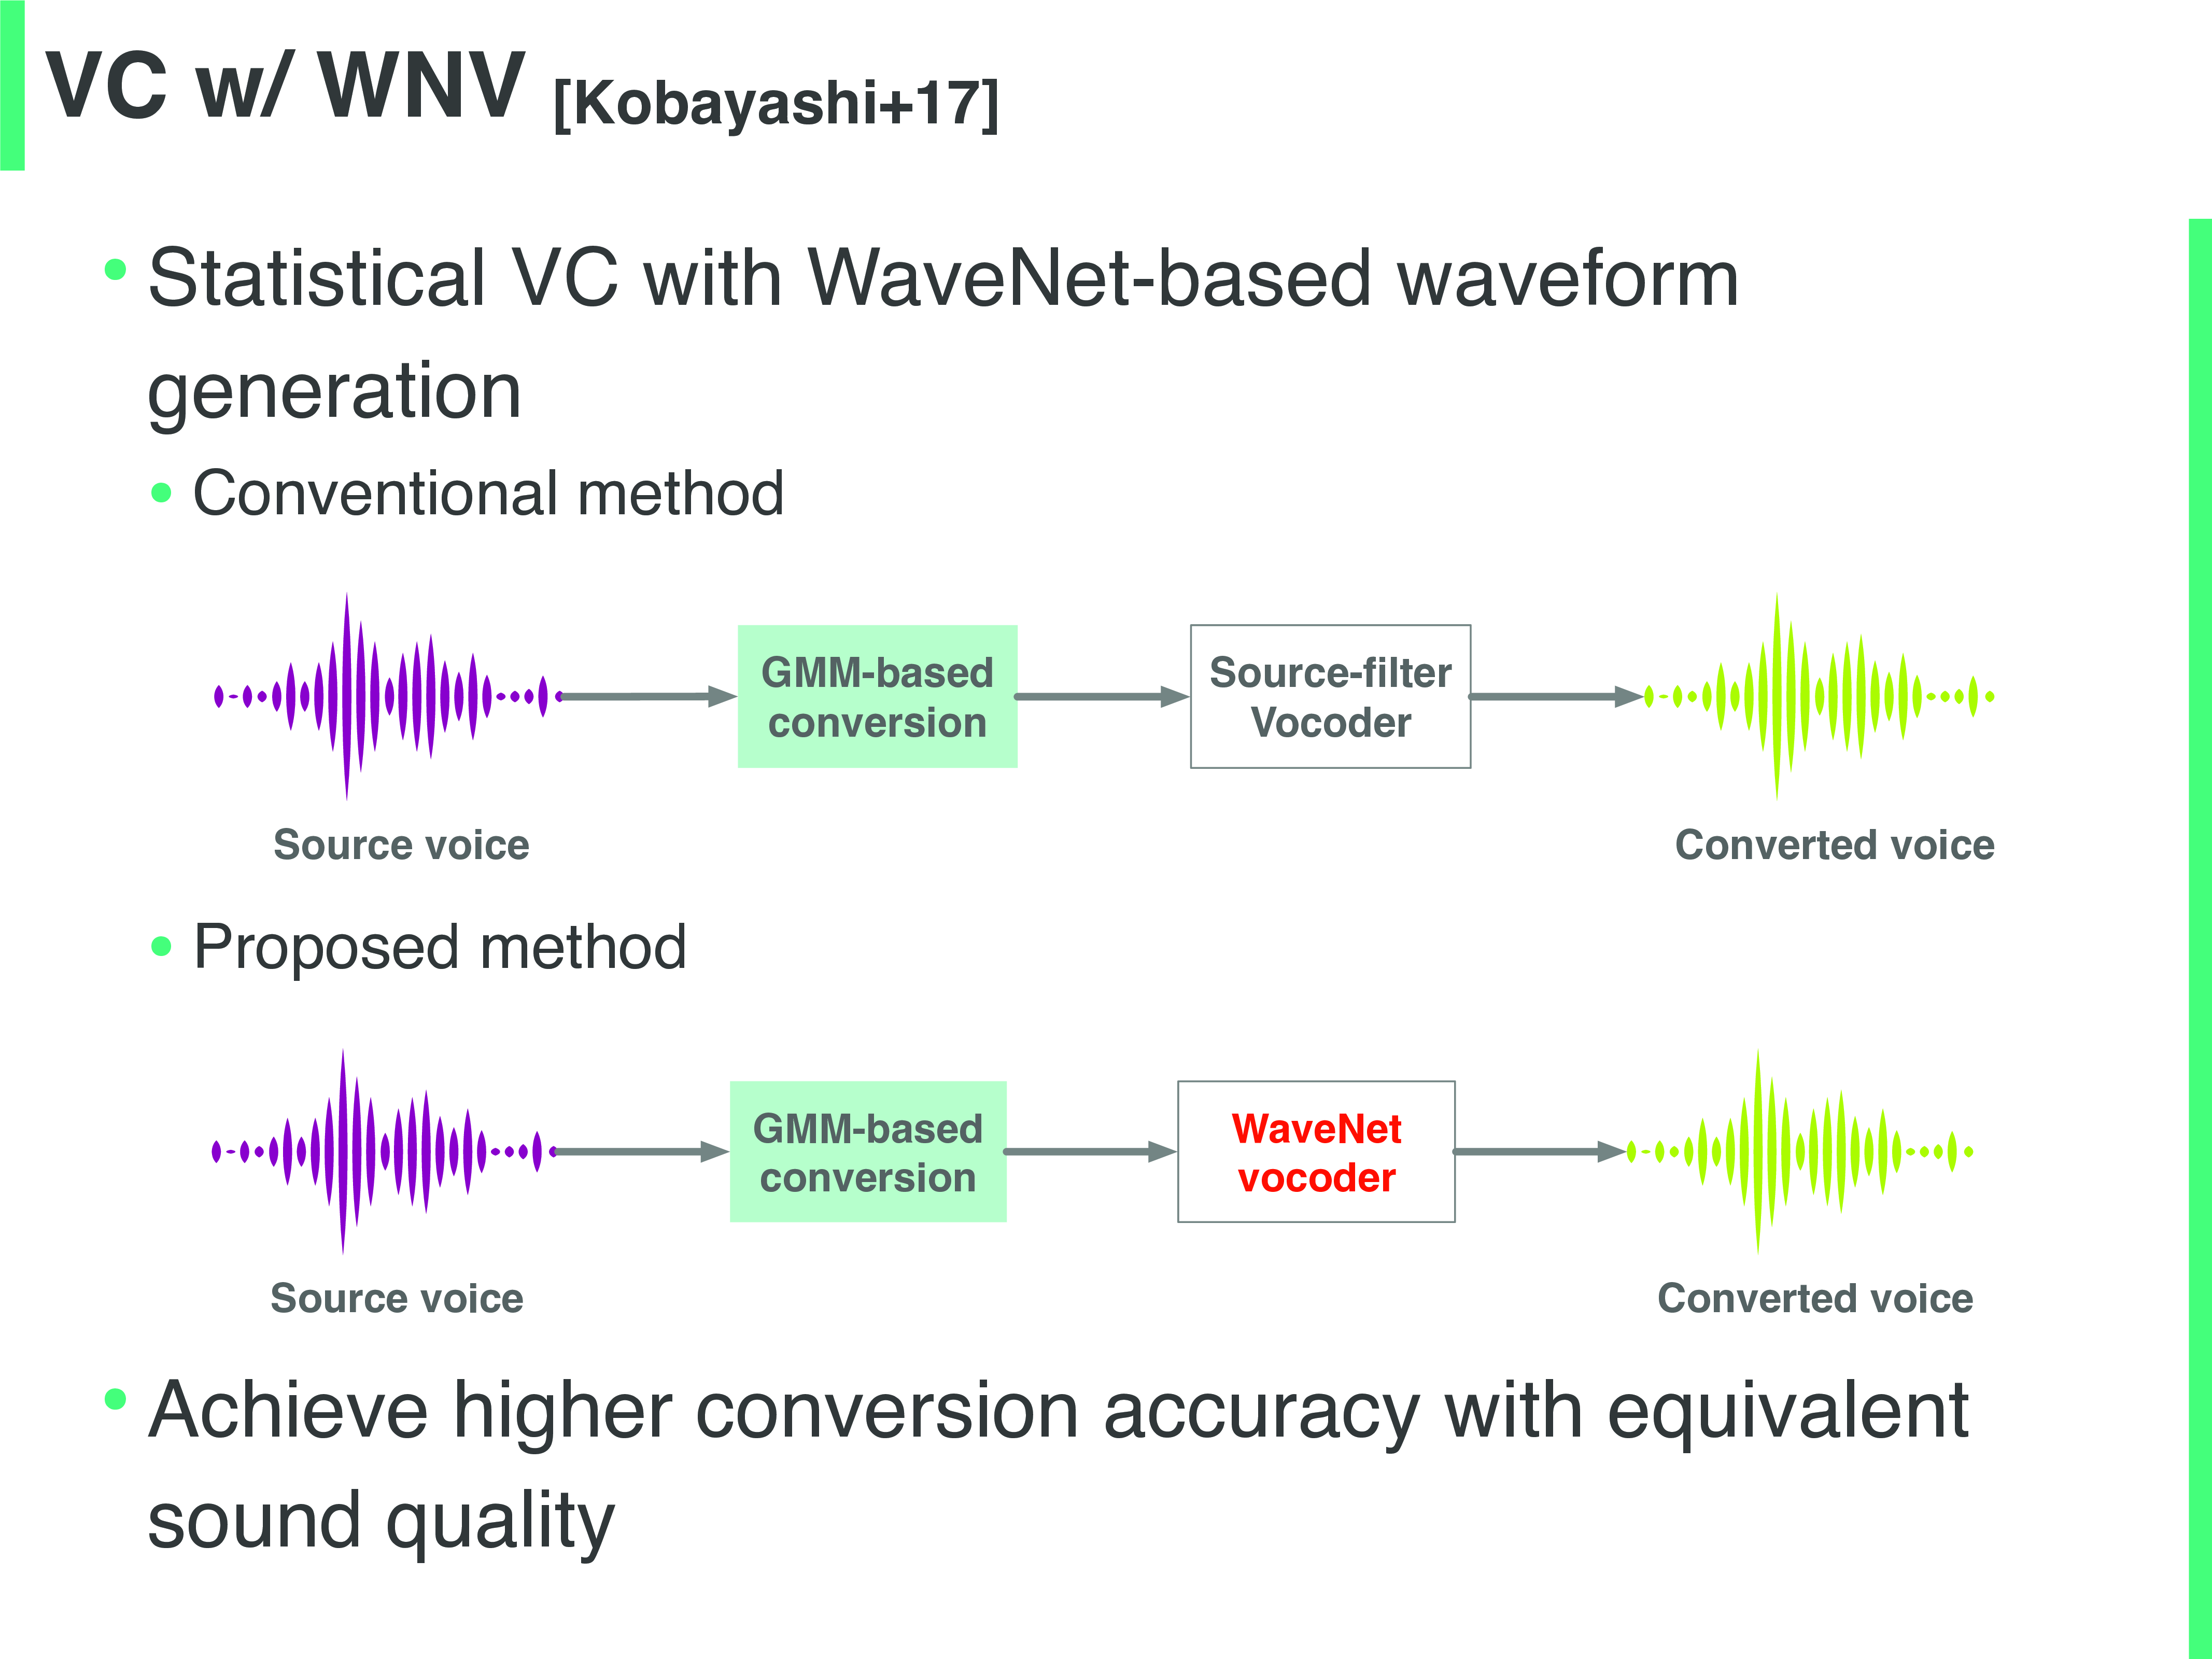 VC w/ WNV [Kobayashi+17]
• Statistical VC with WaveNet-based waveform
generation
• Conventional method
GMM-based
conversion
Source-filter
Vocoder
Source voice
Converted voice
• Proposed method
GMM-based
conversion
WaveNet
vocoder
Source voice
Converted voice
• Achieve higher conversion accuracy with equivalent
sound quality